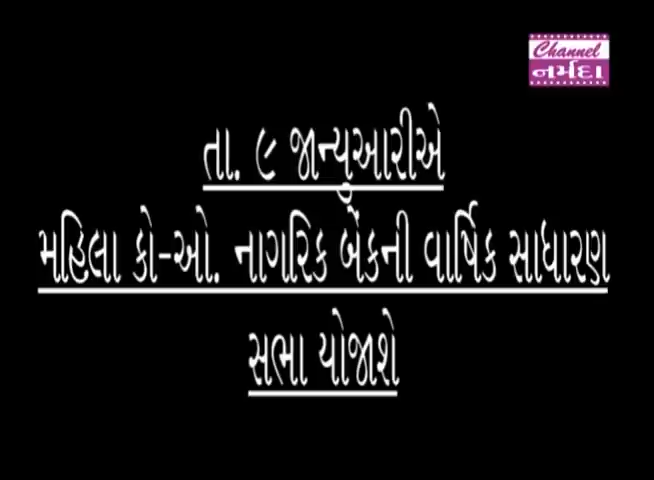 Channel
નર્મદા
તા. ૯ જાન્યુઆરીએ
મહિલા કો-ઓ. નાગરિક બેંકની વાર્ષિક સાધારણ
સભા યોજાશે